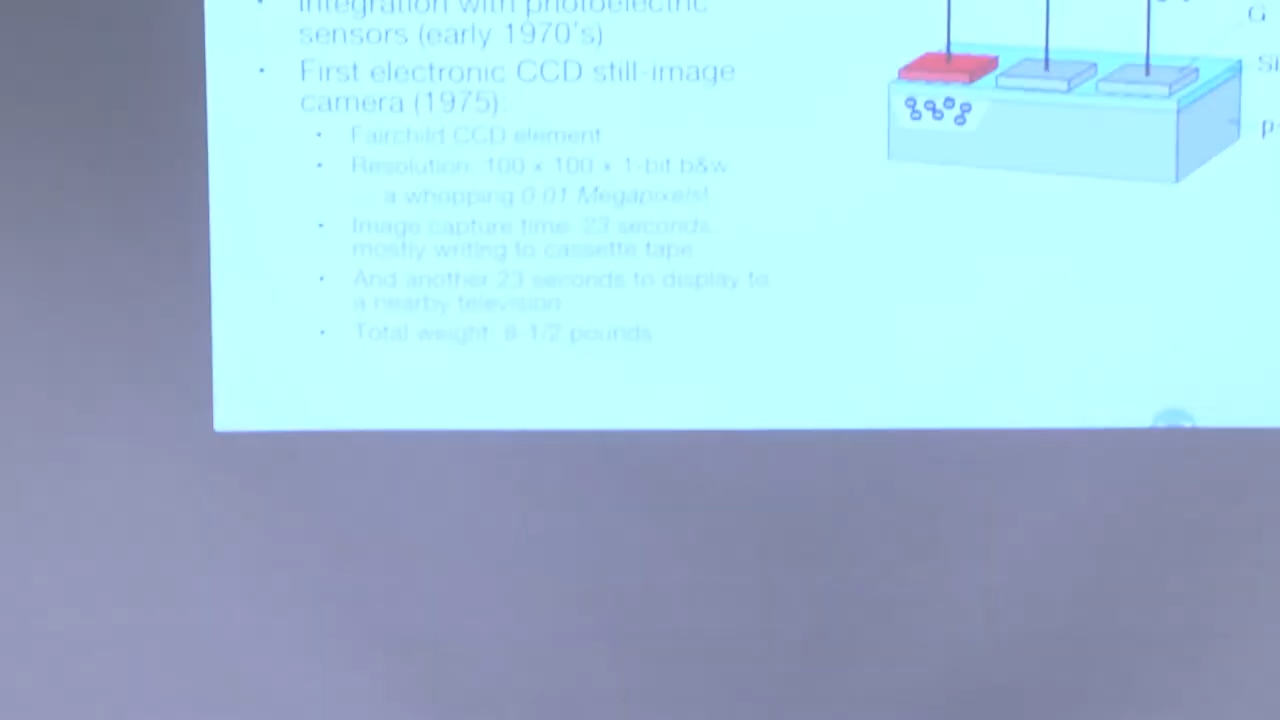 Integration with photoelectric
sensors (early 1970's)
First electronic CCD still-image
camera (1975):
Fairchild CCD element
Resolution: 100 × 100 × 1-bit b&w
... a whopping 0.01 Megapixels!
Image capture time: 23 seconds,
mostly writing to cassette tape
And another 23 seconds to display to
a nearby television
Total weight: 8-1/2 pounds
G
Si